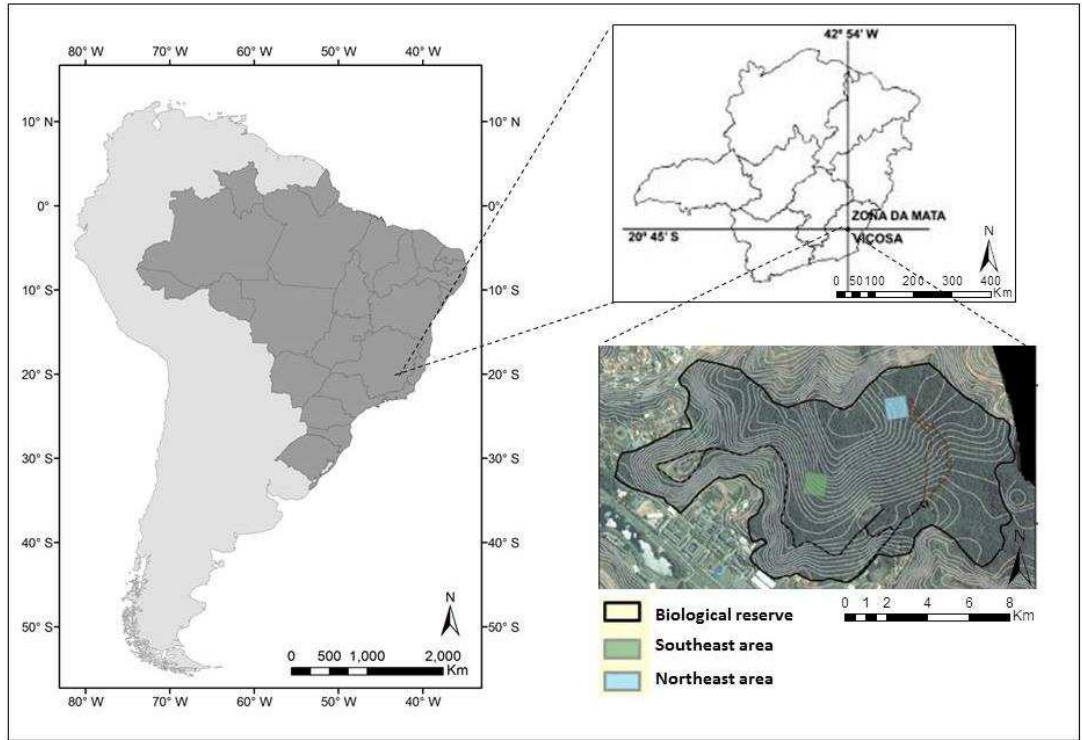 80° W 70° W 60° W 50° W 40° W
10° N 10° N
0° 0°
10° S 10° S
20° S 20° S
30° S 30° S
40° S 40° S
50° S 50° S
N
0 500 1,000 2,000
Km
80° W 70° W 60° W 50° W 40° W
42° 54' W
ZONA DA MATA
20° 45' S
VIÇOSA
N
0 50 100 200 300 400
Km
N
0 1 2 4 6 8
Km
Biological reserve
Southeast area
Northeast area